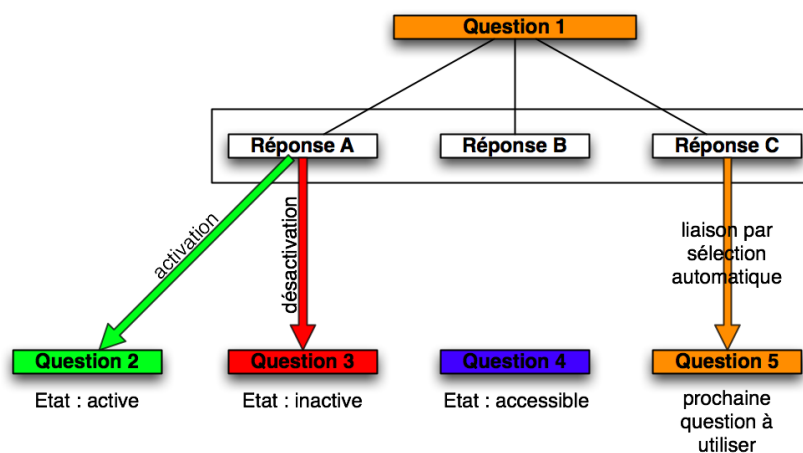 Question 1
Réponse A
Réponse B
Réponse C
activation
désactivation
liaison par
sélection
automatique
Question 2
Question 3
Question 4
Question 5
Etat : active
Etat : inactive
Etat : accessible
prochaine
question à
utiliser